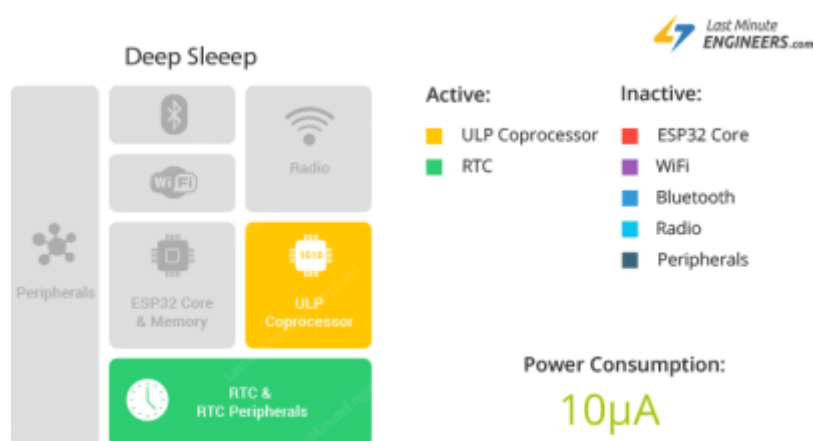 Last Minute
ENGINEERS.com
Deep Sleeep
Active:
ULP Coprocessor
RTC
Inactive:
ESP32 Core
WiFi
Bluetooth
Radio
Peripherals
Radio
WiFi
Peripherals
ESP32 Core
& Memory
1010
ULP
Coprocessor
RTC &
RTC Peripherals
Power Consumption:
10µA